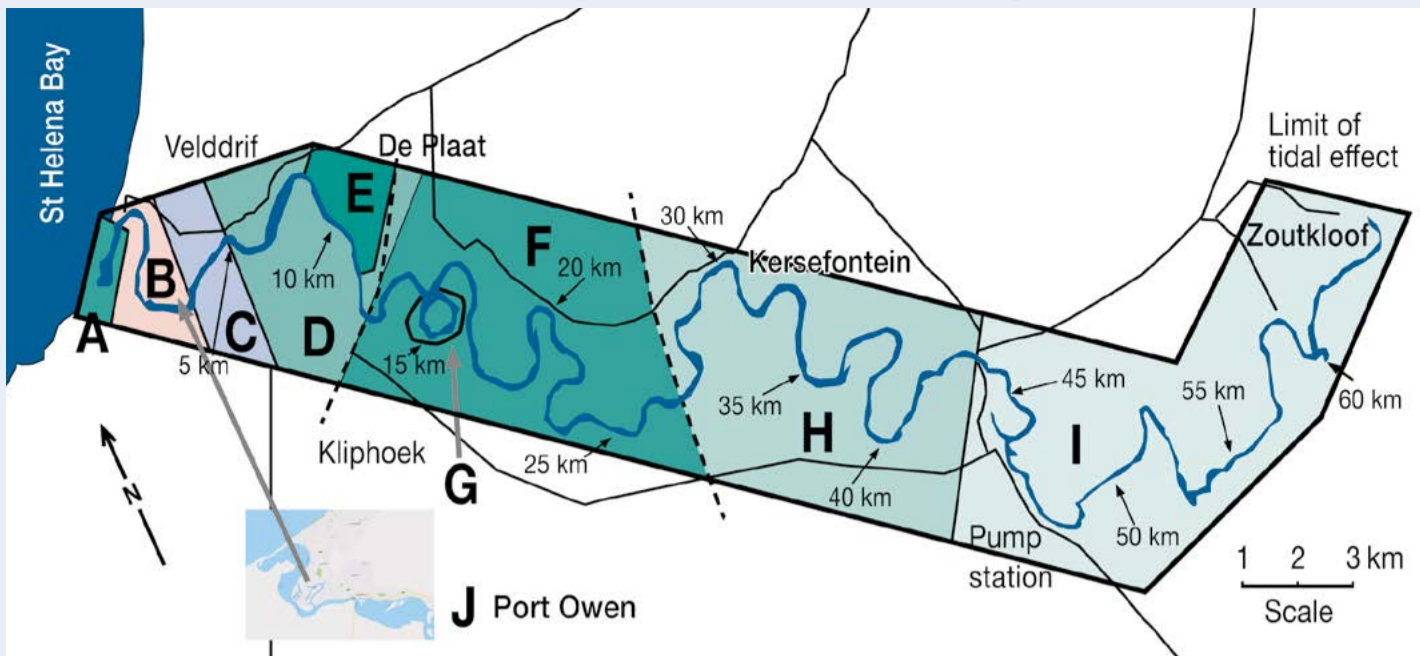 St Helena Bay
Velddrif
De Plaat
Limit of
tidal effect
E
30 km
Zoutkloof
F
20 km
Kersefontein
B
10 km
A
C
D
5 km
15 km
45 km
55 km
60 km
35 km
H
I
Kliphoek
25 km
G
40 km
50 km
N
Pump
station
1 2 3 km
Scale
J Port Owen